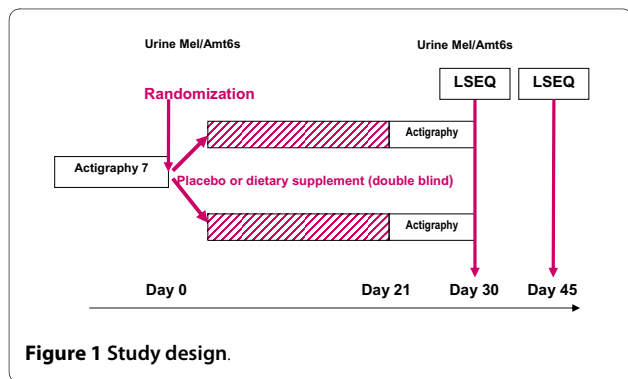 Urine Mel/Amt6s Urine Mel/Amt6s
LSEQ LSEQ
Randomization
Actigraphy
Actigraphy 7
Placebo or dietary supplement (double blind)
Actigraphy
Day 0 Day 21 Day 30 Day 45
Figure 1 Study design.